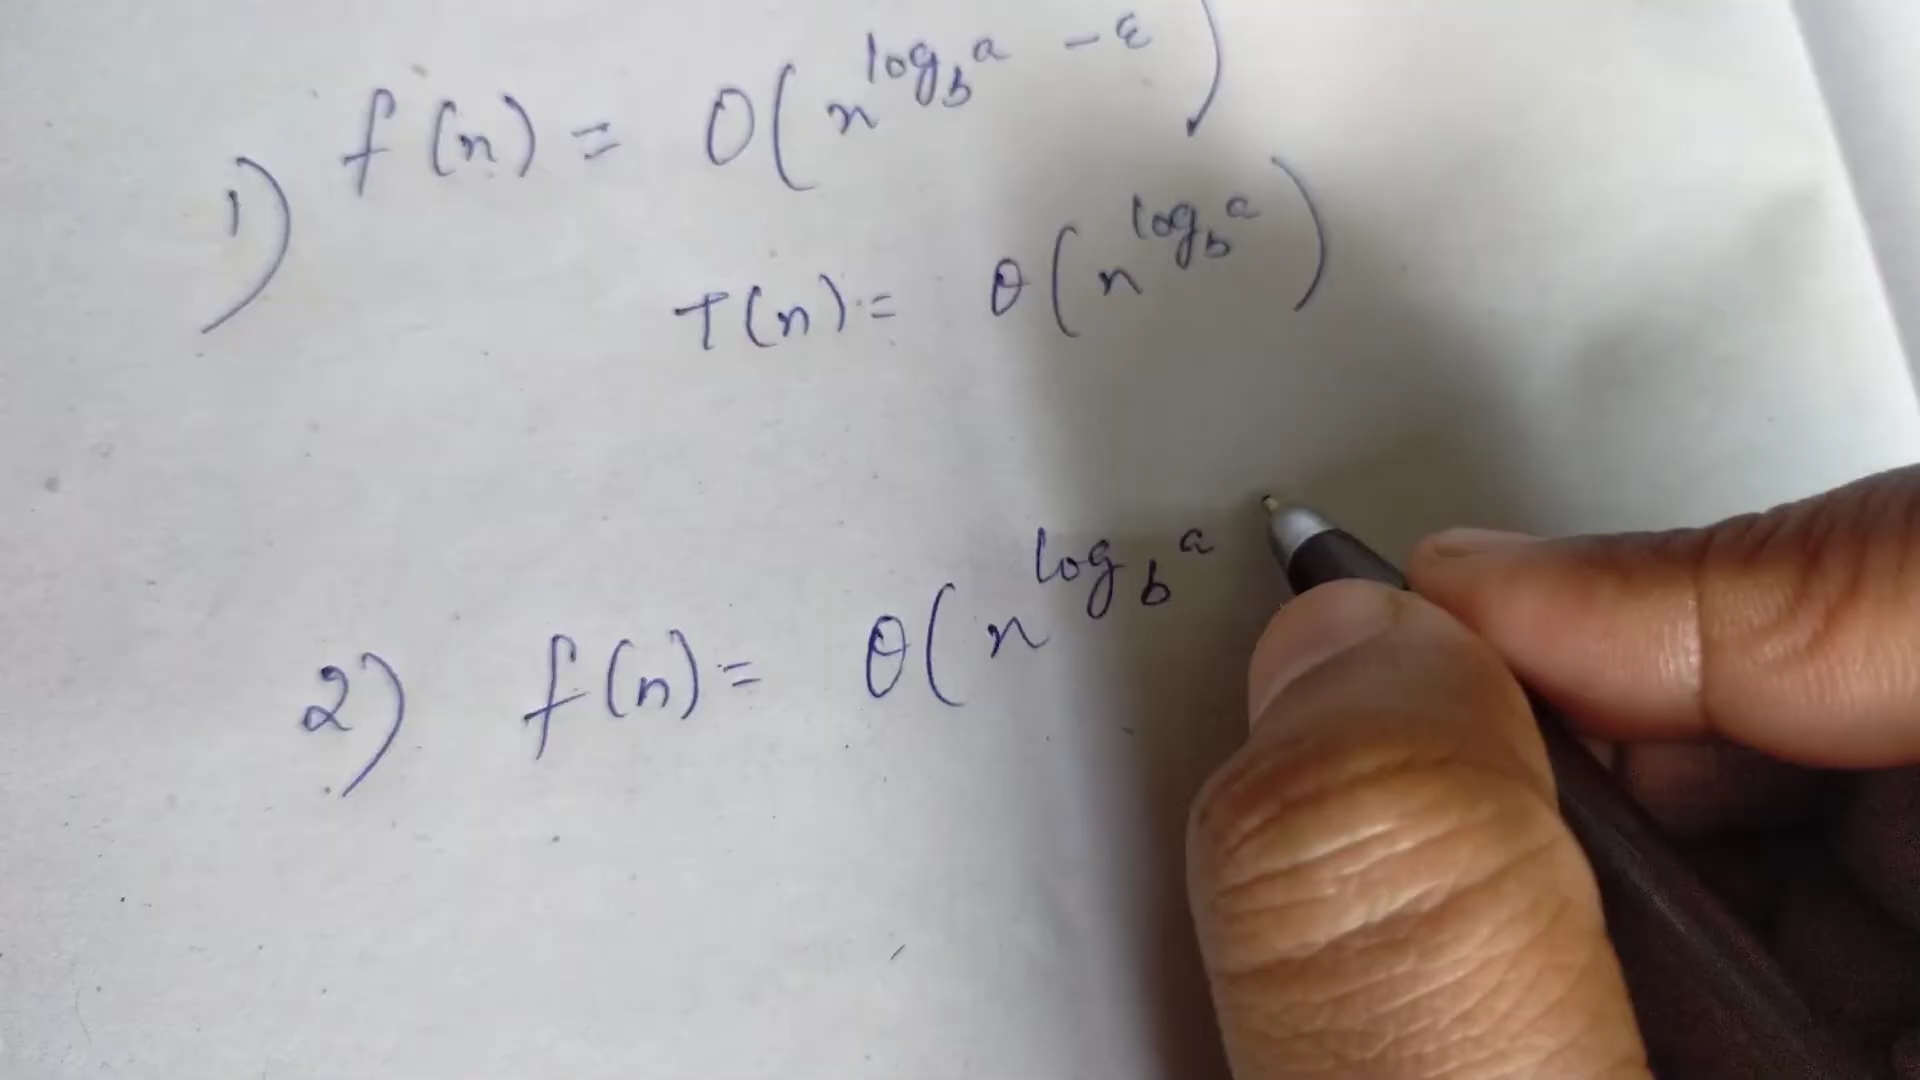 1) f(n) = O(n^{log_b a - ε})
T(n) = θ(n^{log_b a})
2) f(n) = θ(n^{log_b a}